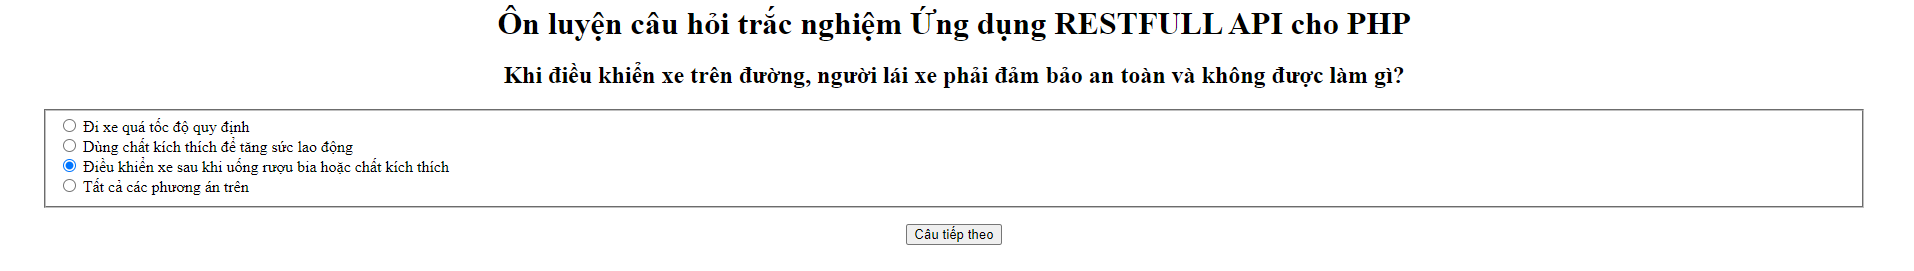 Ôn luyện câu hỏi trắc nghiệm Ứng dụng RESTFULL API cho PHP
Khi điều khiển xe trên đường, người lái xe phải đảm bảo an toàn và không được làm gì?
Đi xe quá tốc độ quy định
Dùng chất kích thích để tăng sức lao động
Điều khiển xe sau khi uống rượu bia hoặc chất kích thích
Tất cả các phương án trên
Câu tiếp theo